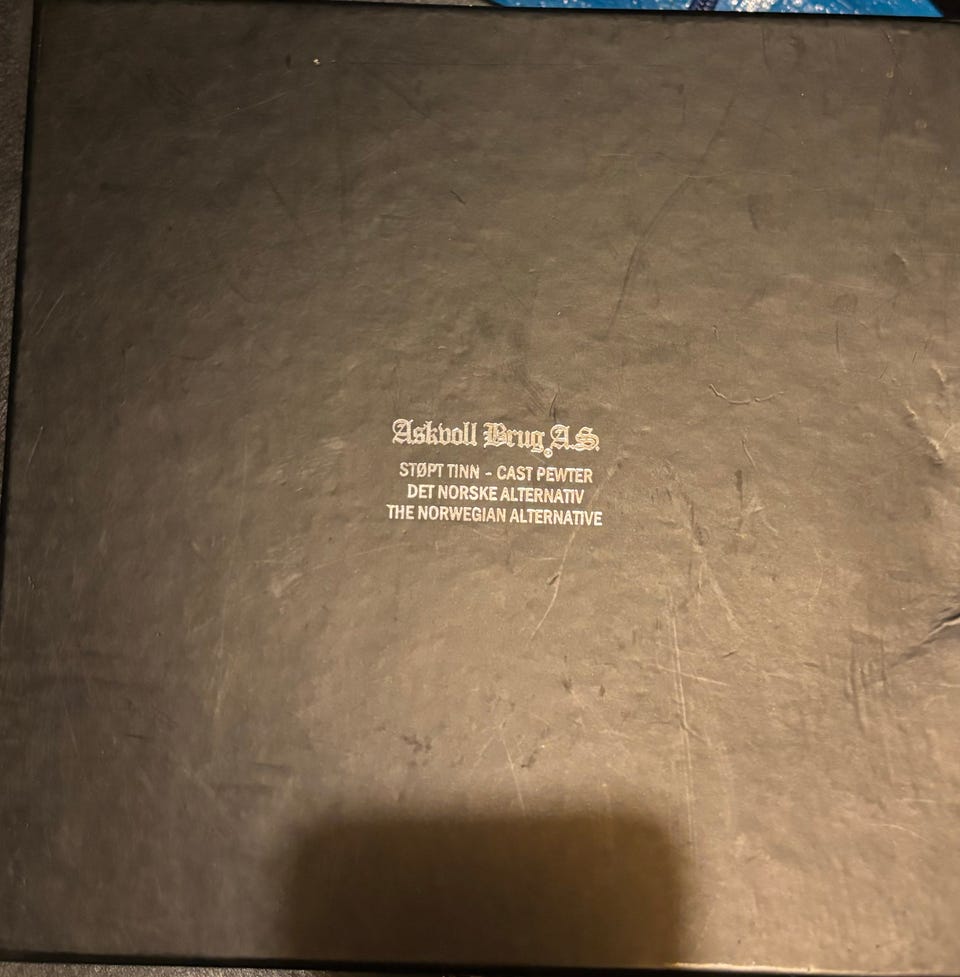 Askvoll Brug A.S.
STØPT TINN - CAST PEWTER
DET NORSKE ALTERNATIV
THE NORWEGIAN ALTERNATIVE